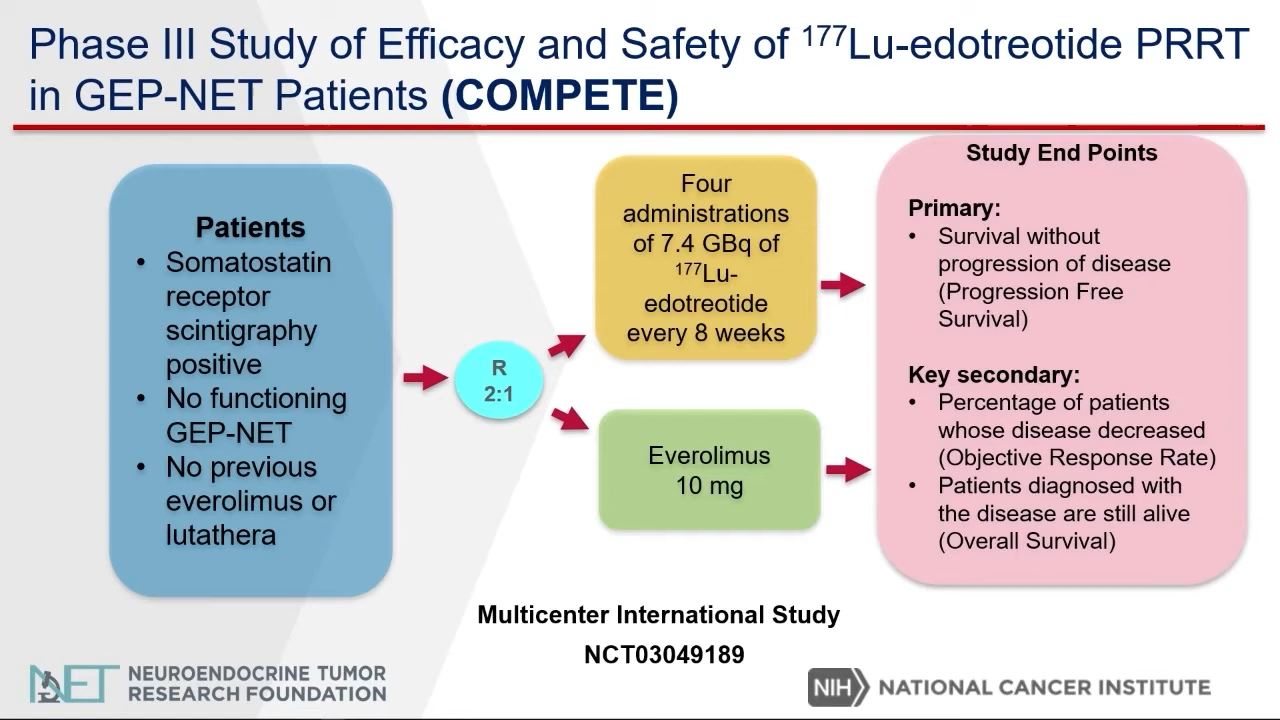 Phase III Study of Efficacy and Safety of ¹⁷⁷Lu-edotreotide PRRT
in GEP-NET Patients (COMPETE)
Patients
• Somatostatin
receptor
scintigraphy
positive
• No functioning
GEP-NET
• No previous
everolimus or
lutathera
R
2:1
Four
administrations
of 7.4 GBq of
¹⁷⁷Lu-
edotreotide
every 8 weeks
Everolimus
10 mg
Study End Points
Primary:
• Survival without
progression of disease
(Progression Free
Survival)
Key secondary:
• Percentage of patients
whose disease decreased
(Objective Response Rate)
• Patients diagnosed with
the disease are still alive
(Overall Survival)
Multicenter International Study
NCT03049189
NET
NEUROENDOCRINE TUMOR
RESEARCH FOUNDATION
NIH NATIONAL CANCER INSTITUTE